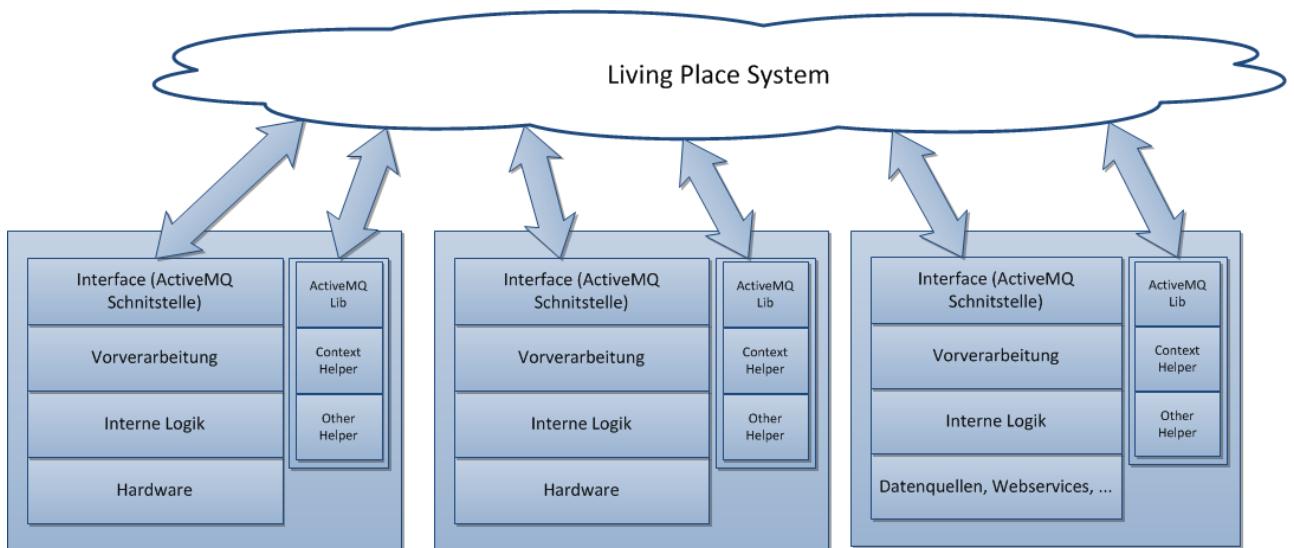 Living Place System
Interface (ActiveMQ
Schnitstelle)
Vorverarbeitung
Interne Logik
Hardware
ActiveMQ
Lib
Context
Helper
Other
Helper
Interface (ActiveMQ
Schnitstelle)
Vorverarbeitung
Interne Logik
Hardware
ActiveMQ
Lib
Context
Helper
Other
Helper
Interface (ActiveMQ
Schnitstelle)
Vorverarbeitung
Interne Logik
Datenquellen, Webservices, ...
ActiveMQ
Lib
Context
Helper
Other
Helper